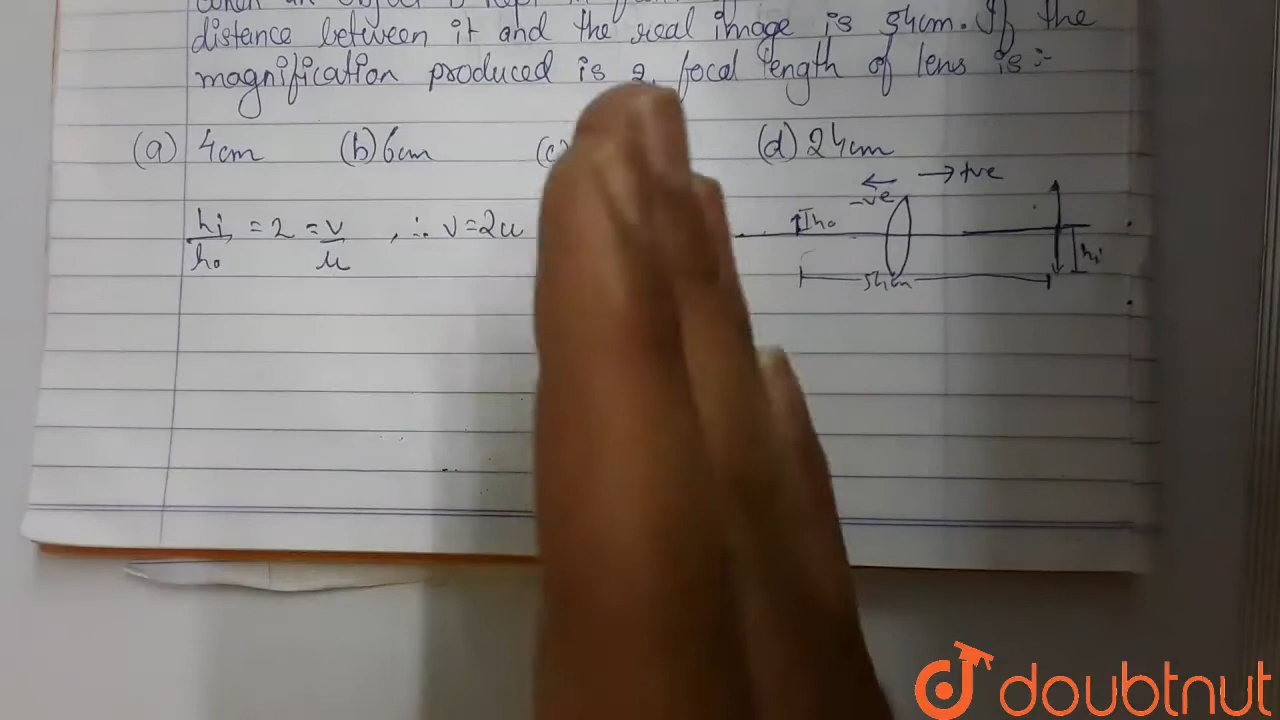 distance between it and the real image is 54cm. If the
magnification produced is 2, focal length of lens is :-
(a) 4cm (b) 6cm (c) (d) 24cm
-ve → +ve
hi/ho = 2 = v/u , ∴ v=2u
ho
hi
54cm
doubtnut